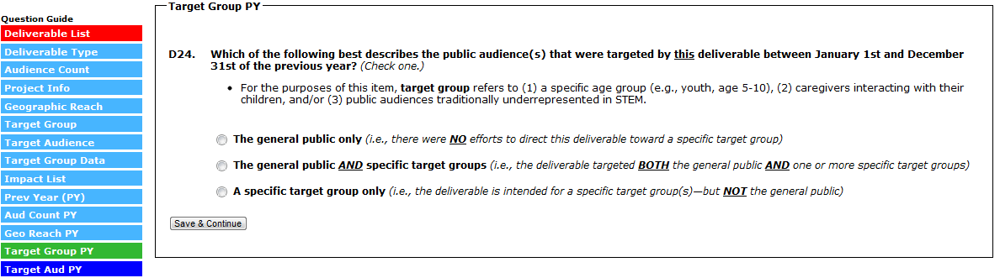 Question Guide
Deliverable List
Deliverable Type
Audience Count
Project Info
Geographic Reach
Target Group
Target Audience
Target Group Data
Impact List
Prev Year (PY)
Aud Count PY
Geo Reach PY
Target Group PY
Target Aud PY
Target Group PY
D24. Which of the following best describes the public audience(s) that were targeted by this deliverable between January 1st and December
31st of the previous year? (Check one.)
• For the purposes of this item, target group refers to (1) a specific age group (e.g., youth, age 5-10), (2) caregivers interacting with their
children, and/or (3) public audiences traditionally underrepresented in STEM.
The general public only (i.e., there were NO efforts to direct this deliverable toward a specific target group)
The general public AND specific target groups (i.e., the deliverable targeted BOTH the general public AND one or more specific target groups)
A specific target group only (i.e., the deliverable is intended for a specific target group(s)—but NOT the general public)
Save & Continue